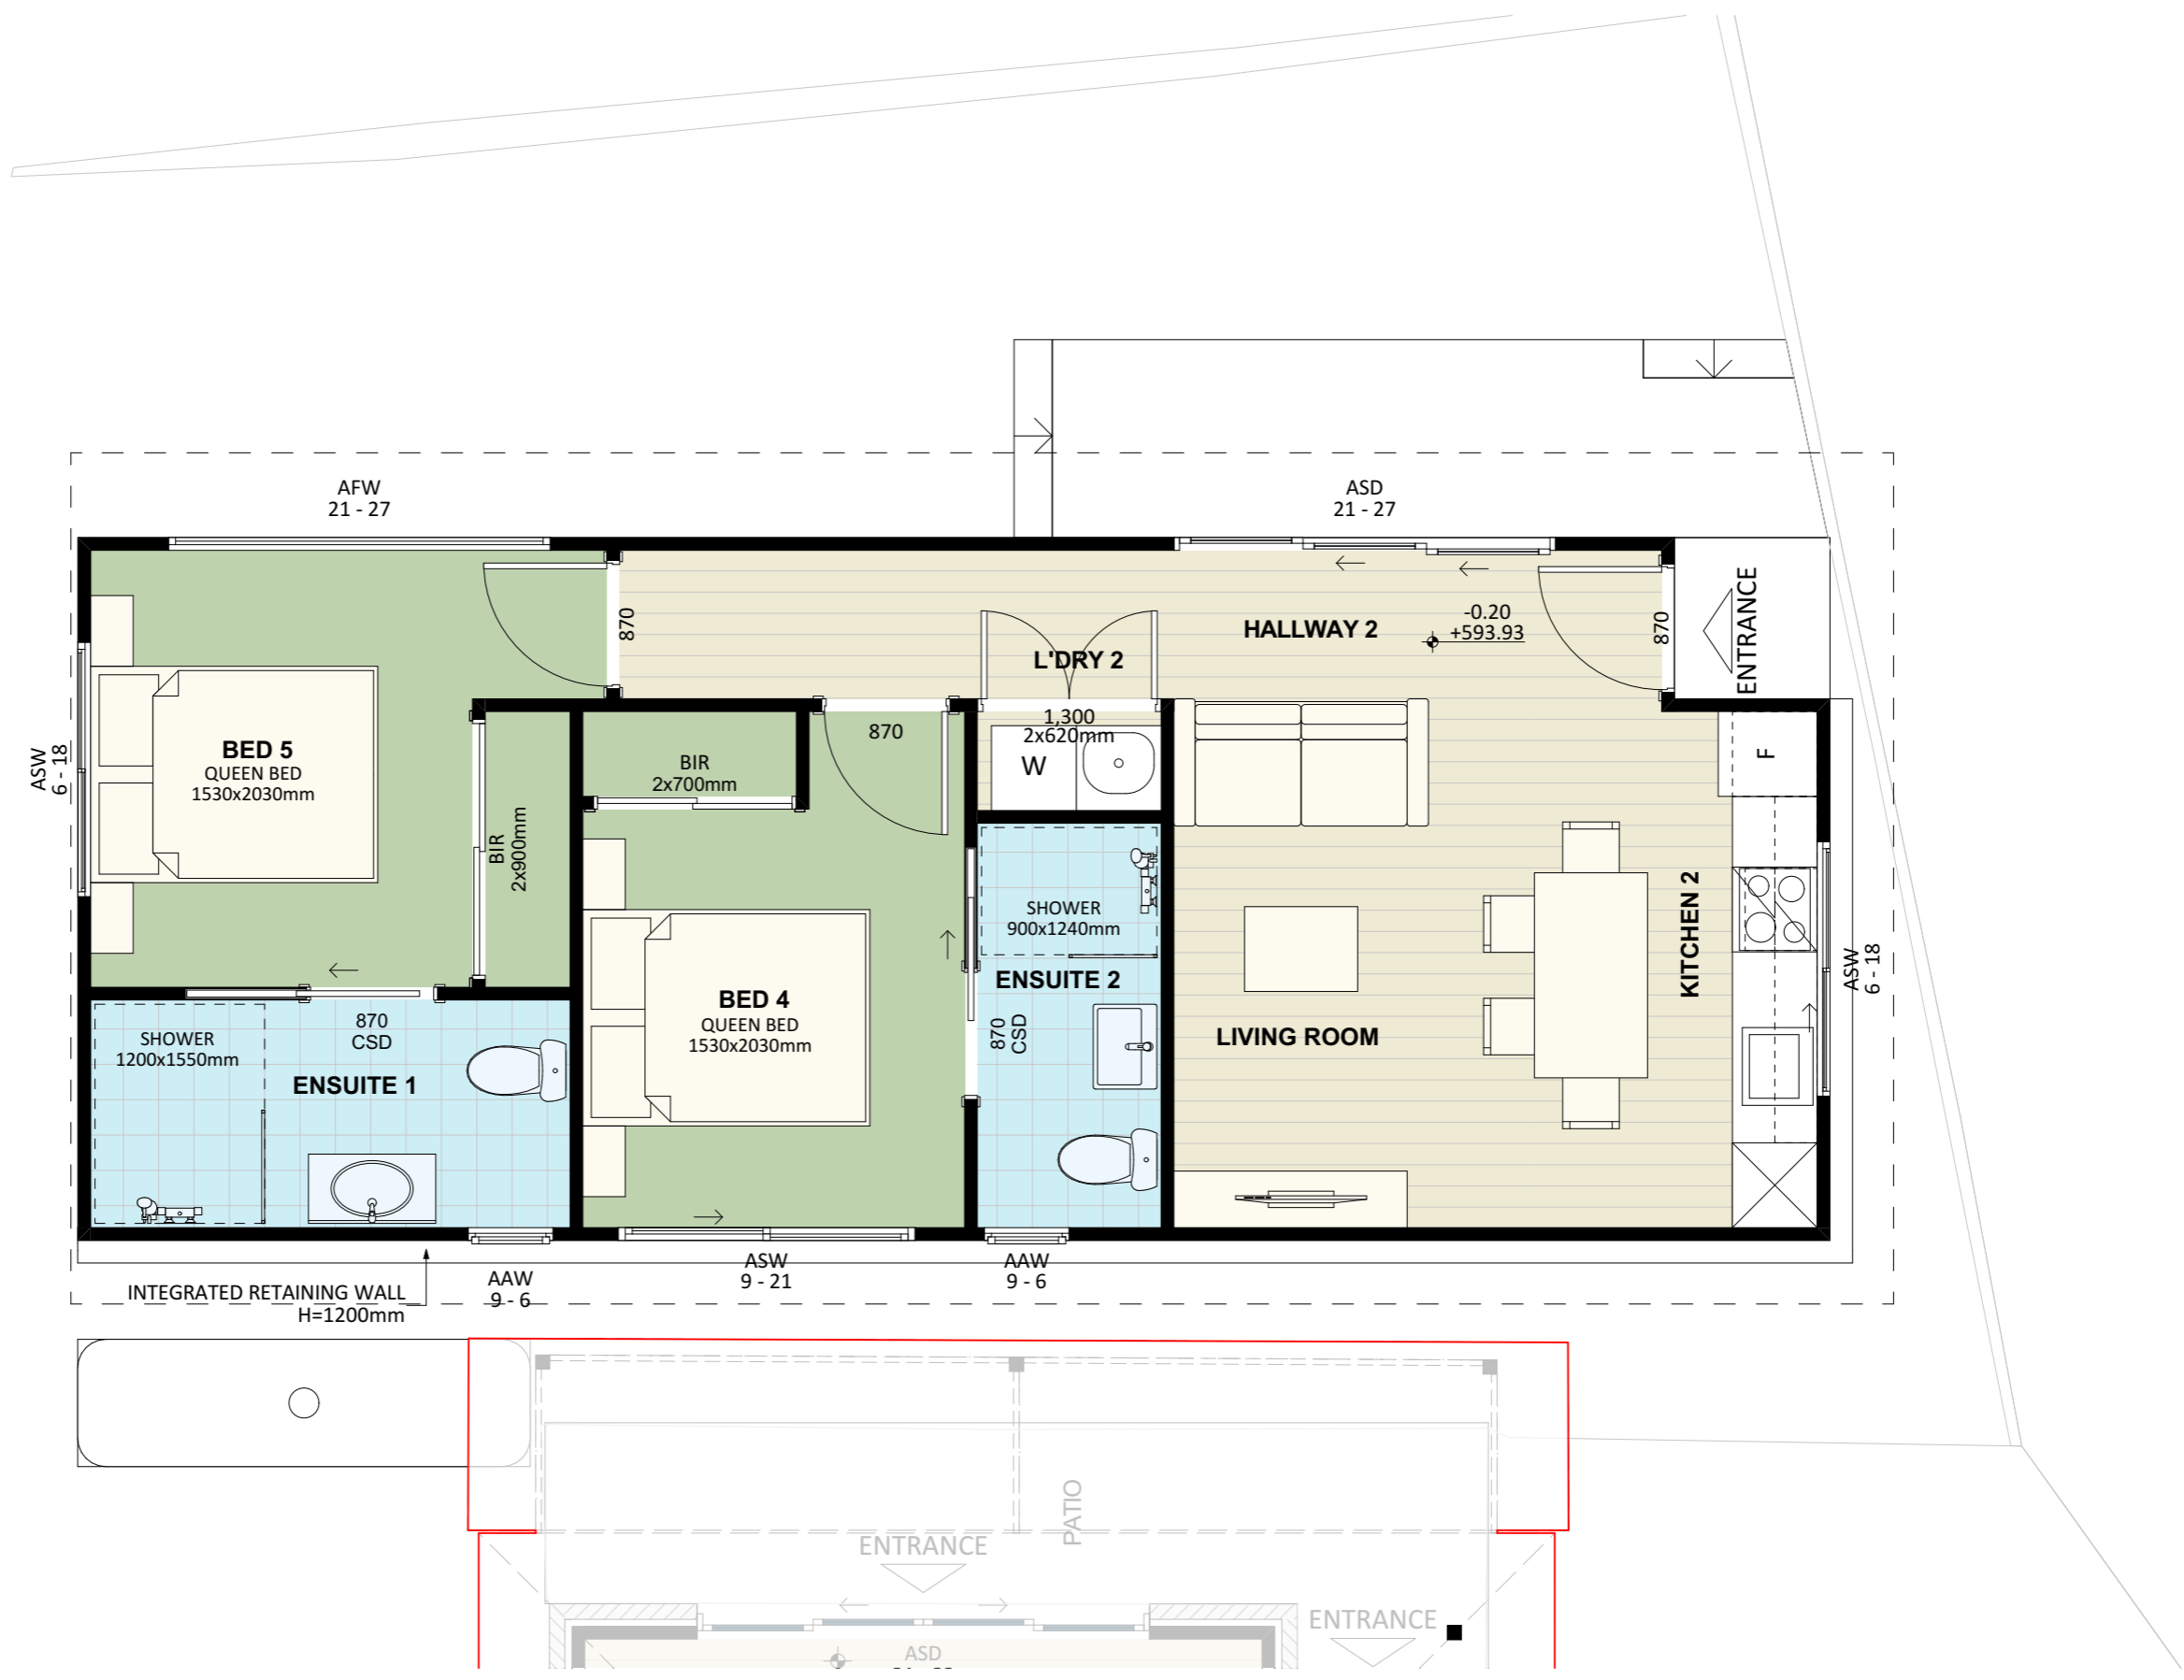 AFW
21 - 27
ASD
21 - 27
ENTRANCE
870
870
-0.20
+593.93
HALLWAY 2
L'DRY 2
1,300
2x620mm
W
870
BIR
2x700mm
F
BED 5
QUEEN BED
1530x2030mm
ASW
6 - 18
BIR
2x900mm
SHOWER
900x1240mm
ENSUITE 2
870
CSD
KITCHEN 2
ASW
6 - 18
BED 4
QUEEN BED
1530x2030mm
LIVING ROOM
870
CSD
SHOWER
1200x1550mm
ENSUITE 1
INTEGRATED RETAINING WALL
H=1200mm
AAW
9 - 6
ASW
9 - 21
AAW
9 - 6
PATIO
ENTRANCE
ENTRANCE
ASD